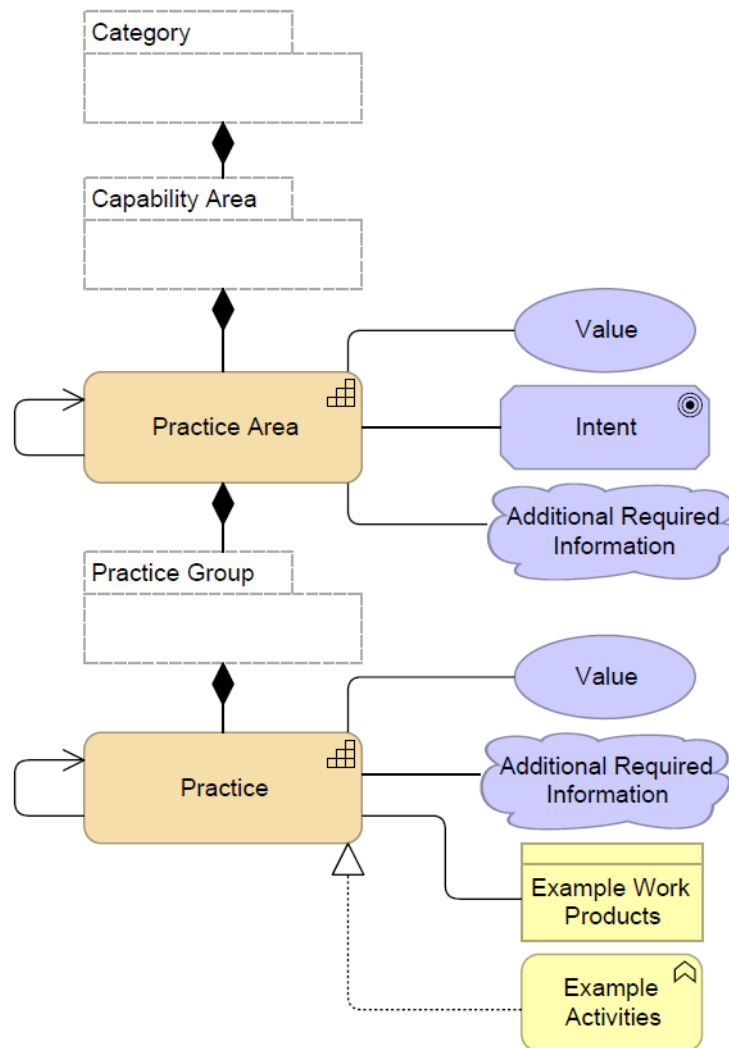 Category
Capability Area
Value
Practice Area
Intent
Additional Required
Information
Practice Group
Value
Practice
Additional Required
Information
Example Work
Products
Example
Activities